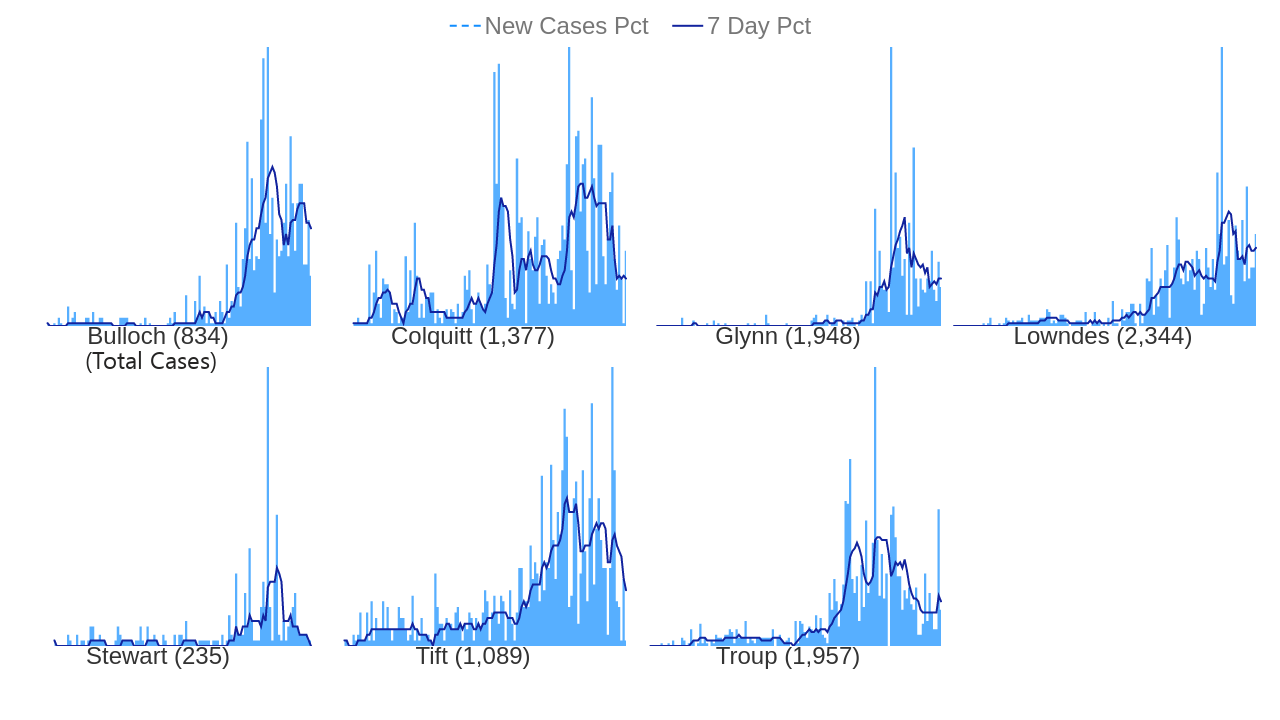 New Cases Pct 7 Day Pct
Bulloch (834) Colquitt (1,377) Glynn (1,948) Lowndes (2,344)
(Total Cases)
Stewart (235) Tift (1,089) Troup (1,957)